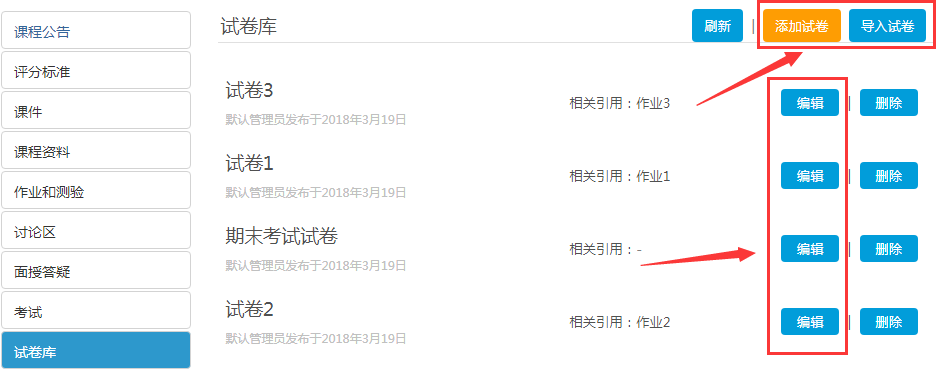 课程公告
评分标准
课件
课程资料
作业和测验
讨论区
面授答疑
考试
试卷库
试卷库
刷新 | 添加试卷 导入试卷
试卷3
默认管理员发布于2018年3月19日
相关引用：作业3
编辑 | 删除
试卷1
默认管理员发布于2018年3月19日
相关引用：作业1
编辑 | 删除
期末考试试卷
默认管理员发布于2018年3月19日
相关引用：-
编辑 | 删除
试卷2
默认管理员发布于2018年3月19日
相关引用：作业2
编辑 | 删除